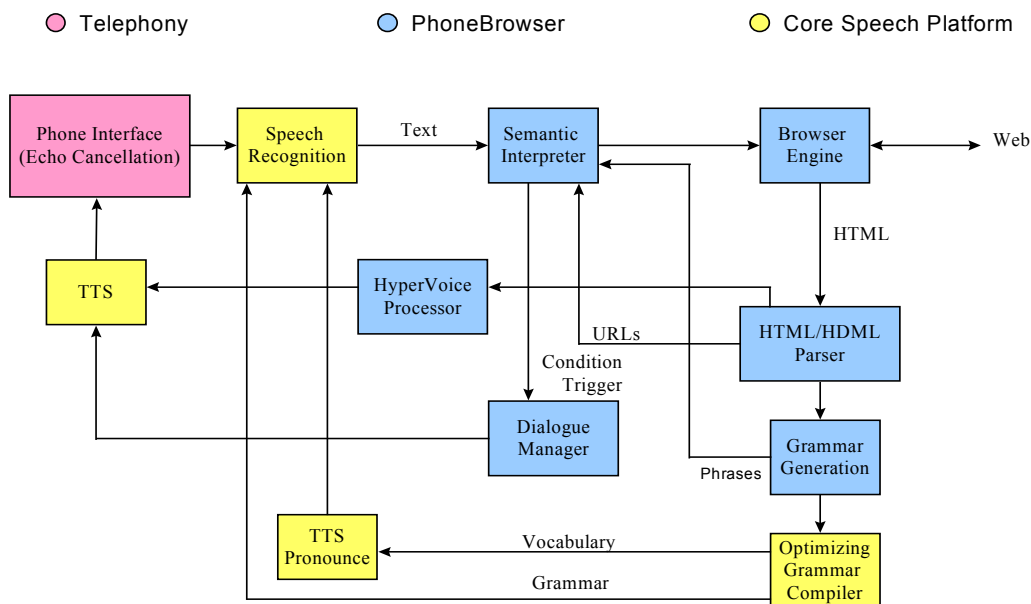 Telephony
PhoneBrowser
Core Speech Platform
Phone Interface
(Echo Cancellation)
Speech
Recognition
Text
Semantic
Interpreter
Browser
Engine
Web
HTML
TTS
HyperVoice
Processor
URLs
HTML/HDML
Parser
Condition
Trigger
Dialogue
Manager
Grammar
Generation
Phrases
TTS
Pronounce
Vocabulary
Optimizing
Grammar
Compiler
Grammar